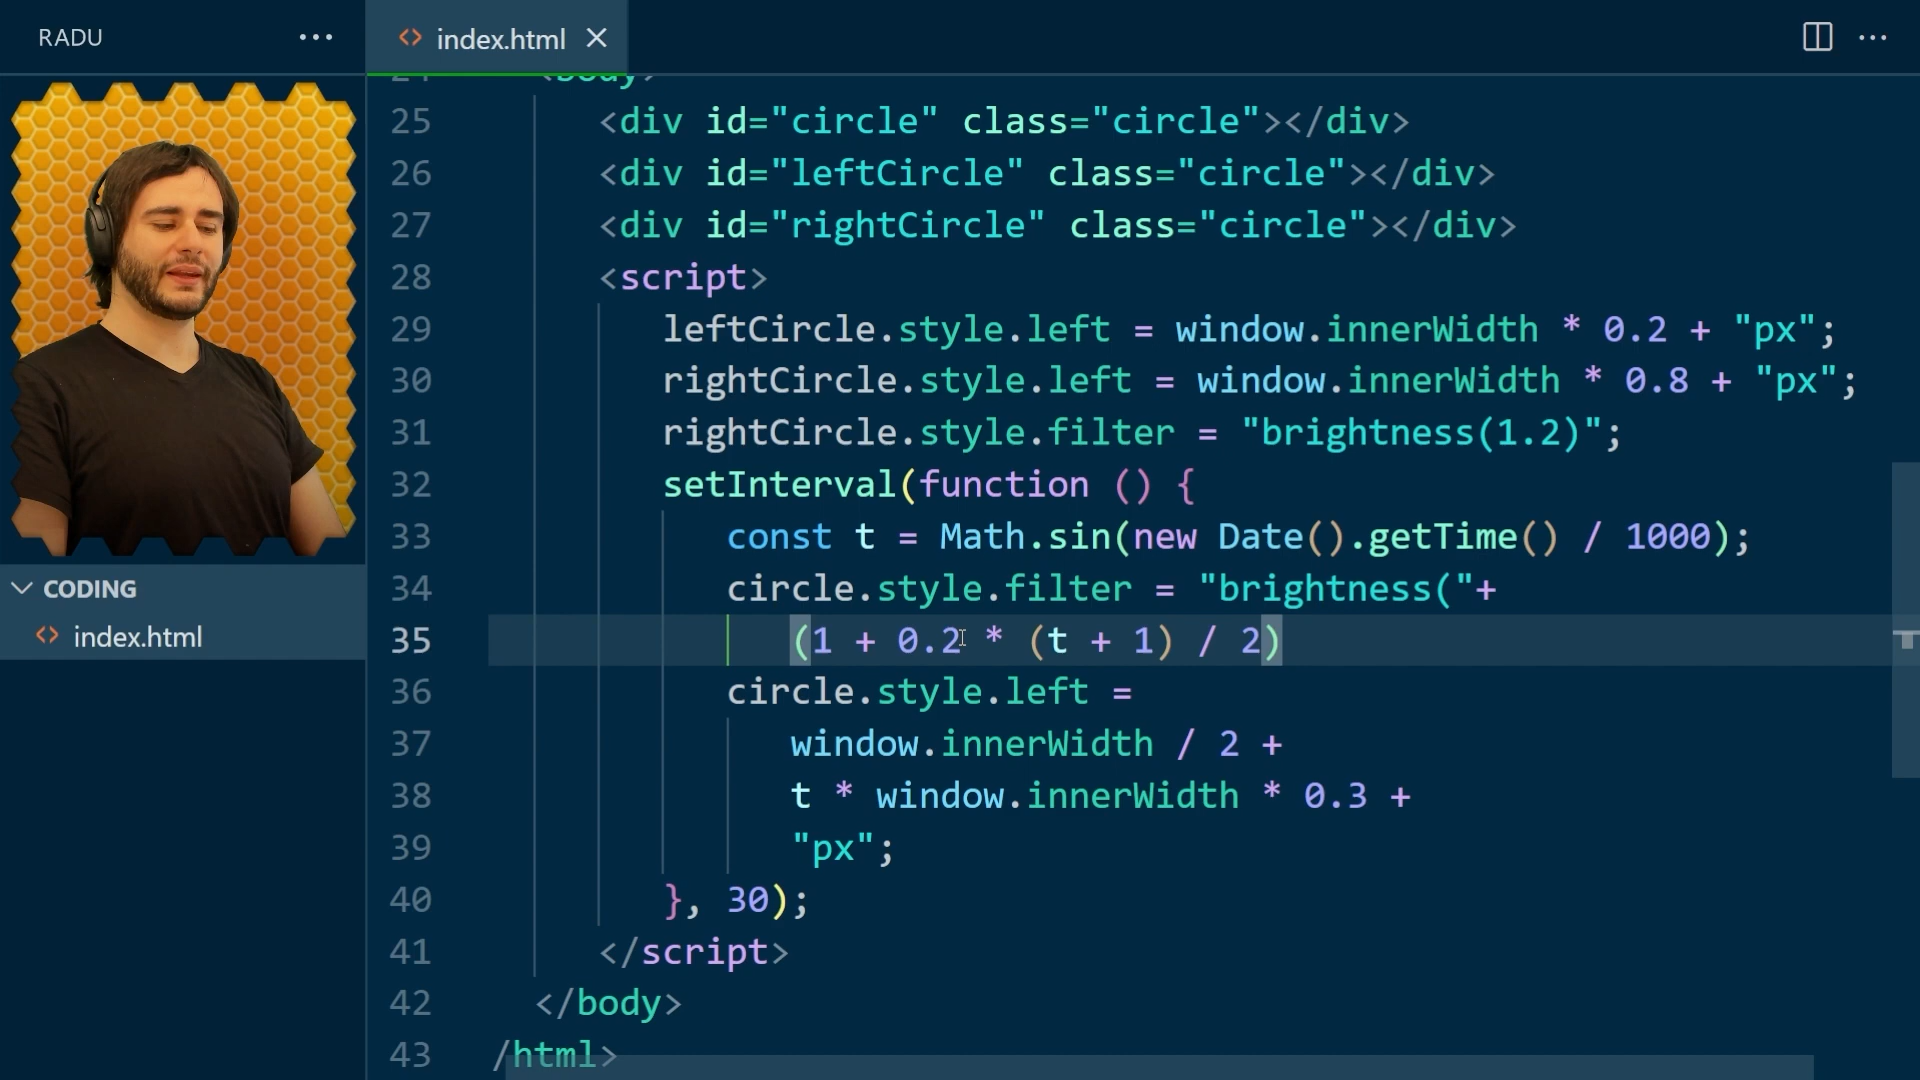 RADU
index.html
24 <body>
25 <div id="circle" class="circle"></div>
26 <div id="leftCircle" class="circle"></div>
27 <div id="rightCircle" class="circle"></div>
28 <script>
29 leftCircle.style.left = window.innerWidth * 0.2 + "px";
30 rightCircle.style.left = window.innerWidth * 0.8 + "px";
31 rightCircle.style.filter = "brightness(1.2)";
32 setInterval(function () {
33 const t = Math.sin(new Date().getTime() / 1000);
34 circle.style.filter = "brightness("+
35 (1 + 0.2 * (t + 1) / 2)
36 circle.style.left =
37 window.innerWidth / 2 +
38 t * window.innerWidth * 0.3 +
39 "px";
40 }, 30);
41 </script>
42 </body>
43 /html>
CODING
index.html